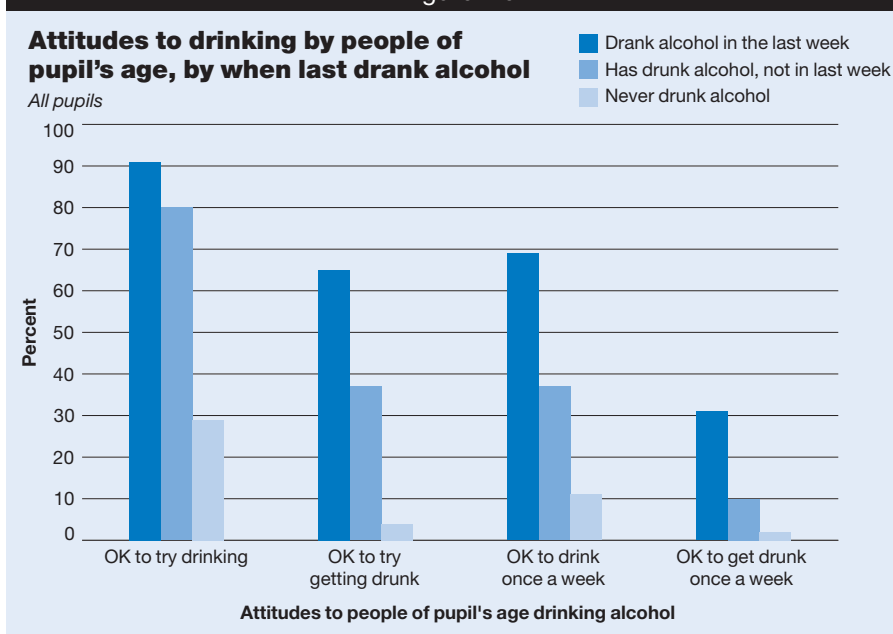 Attitudes to drinking by people of
pupil's age, by when last drank alcohol
All pupils
Drank alcohol in the last week
Has drunk alcohol, not in last week
Never drunk alcohol
100
90
80
70
60
50
40
30
20
10
0
Percent
OK to try drinking
OK to try
getting drunk
OK to drink
once a week
OK to get drunk
once a week
Attitudes to people of pupil's age drinking alcohol